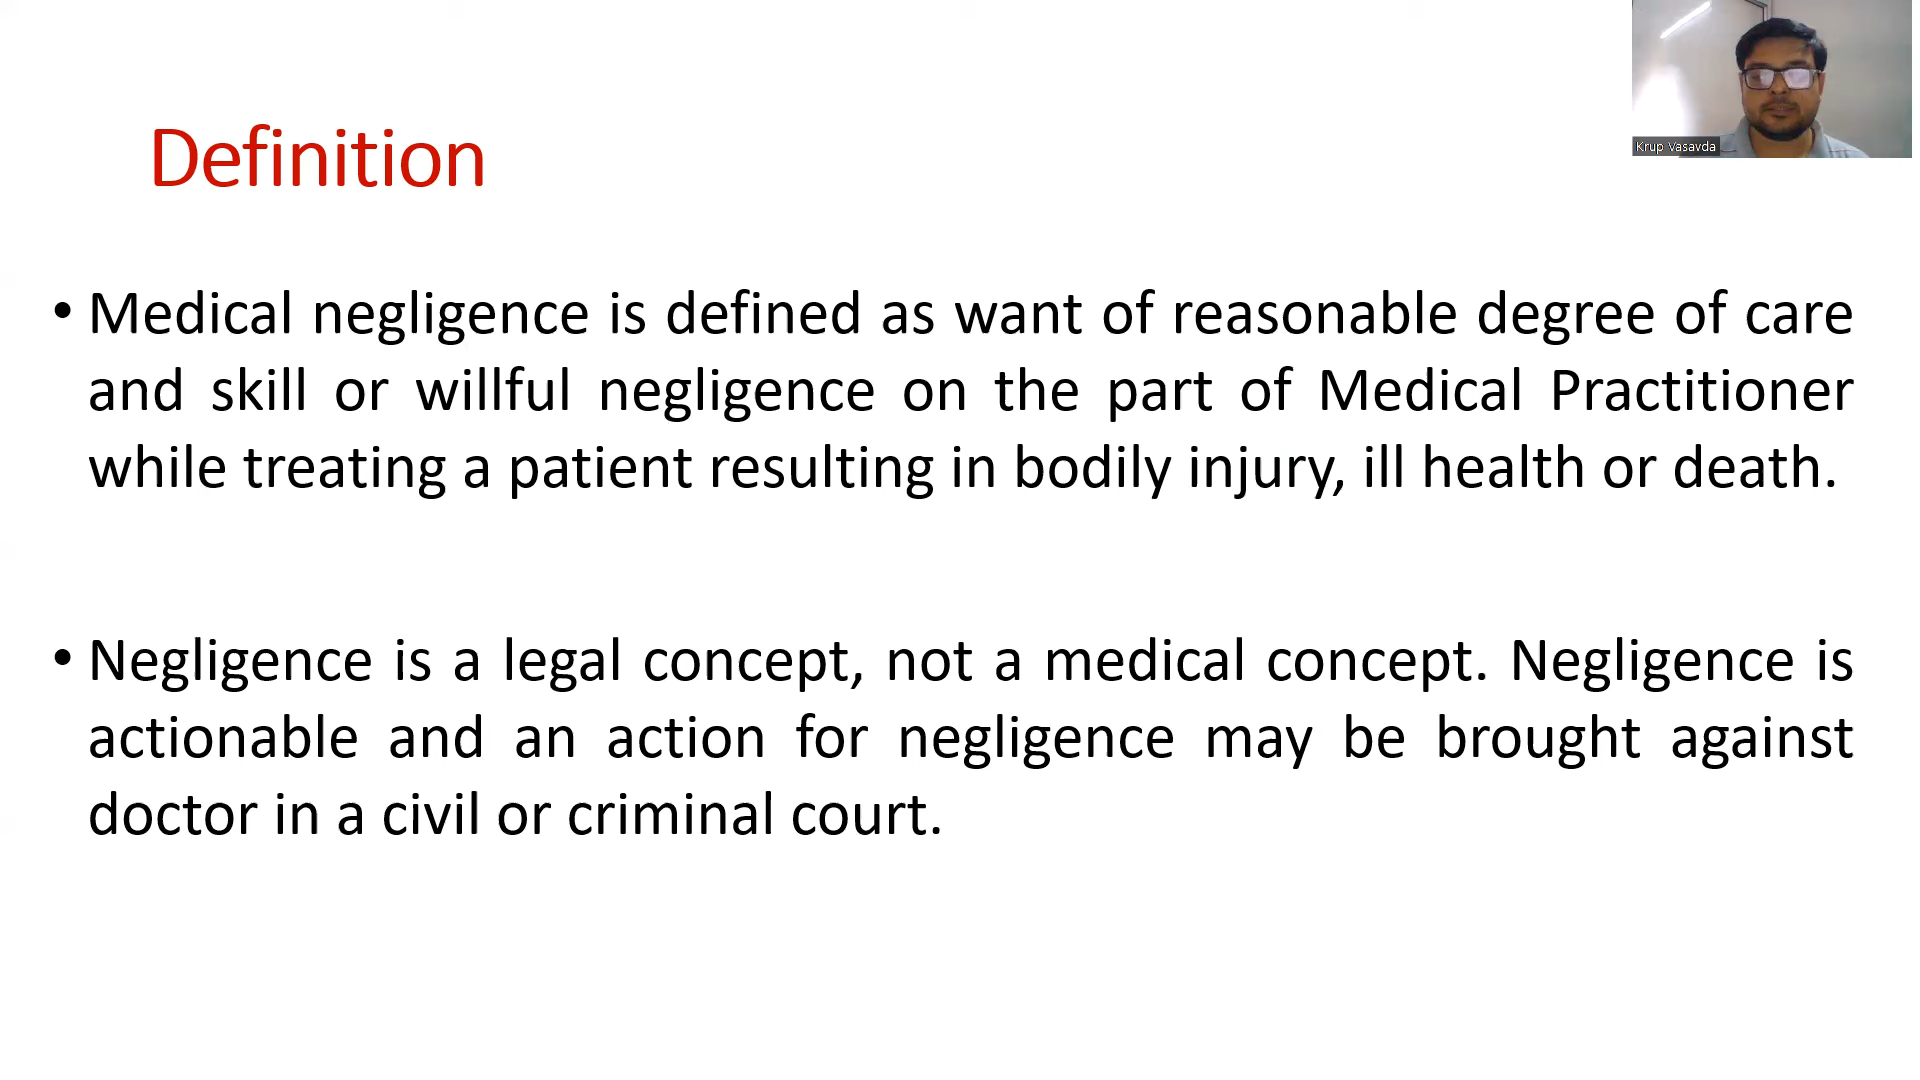 Krup Vasavda
Definition
• Medical negligence is defined as want of reasonable degree of care
and skill or willful negligence on the part of Medical Practitioner
while treating a patient resulting in bodily injury, ill health or death.
• Negligence is a legal concept, not a medical concept. Negligence is
actionable and an action for negligence may be brought against
doctor in a civil or criminal court.